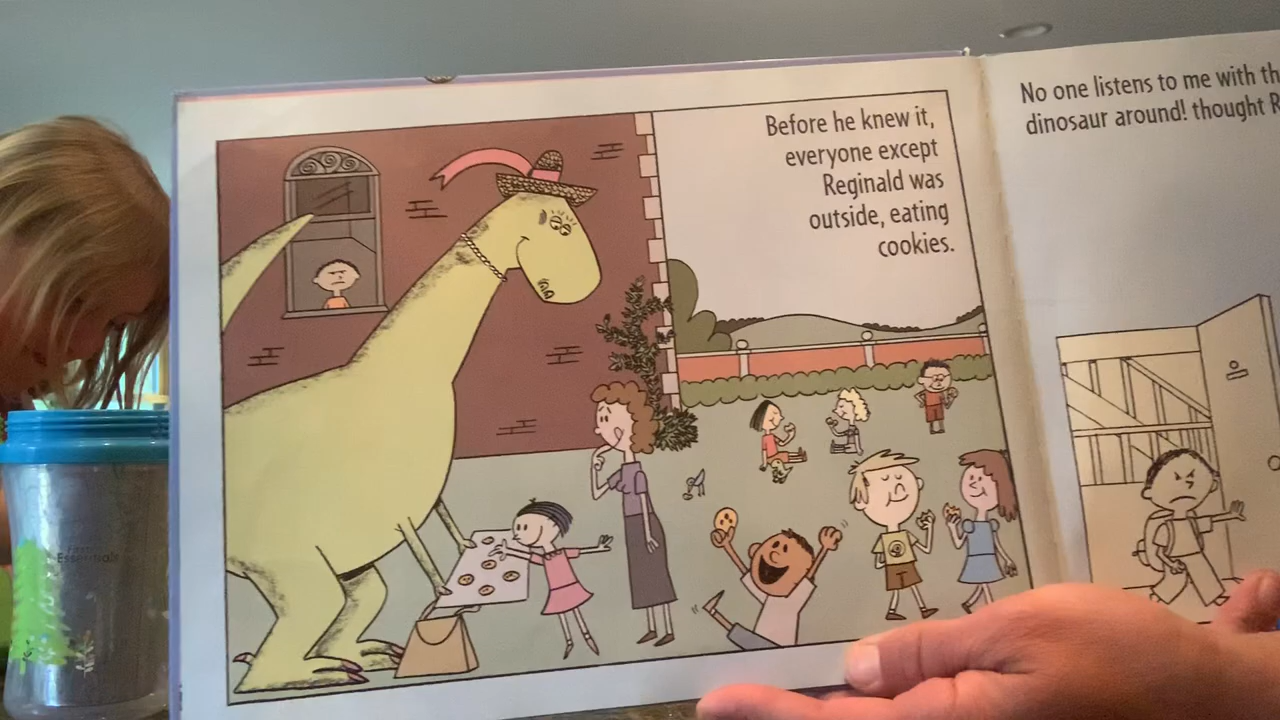 Before he knew it,
everyone except
Reginald was
outside, eating
cookies.
No one listens to me with
dinosaur around! thought
Essentials